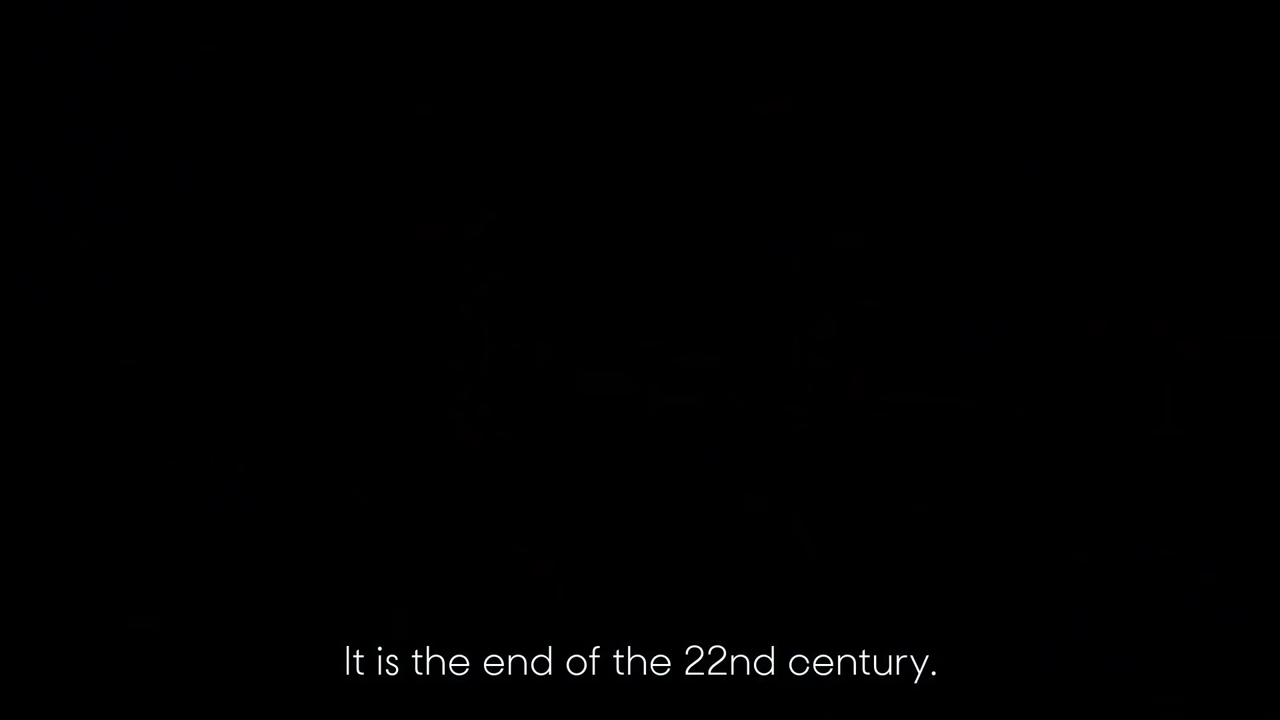 It is the end of the 22nd century.